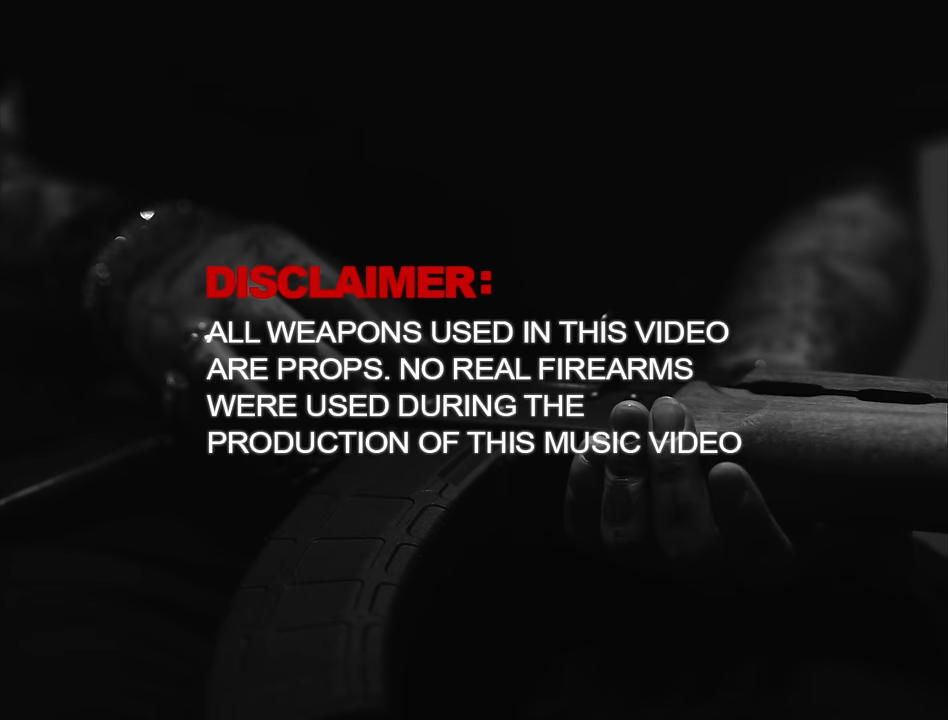 DISCLAIMER:
ALL WEAPONS USED IN THIS VIDEO
ARE PROPS. NO REAL FIREARMS
WERE USED DURING THE
PRODUCTION OF THIS MUSIC VIDEO